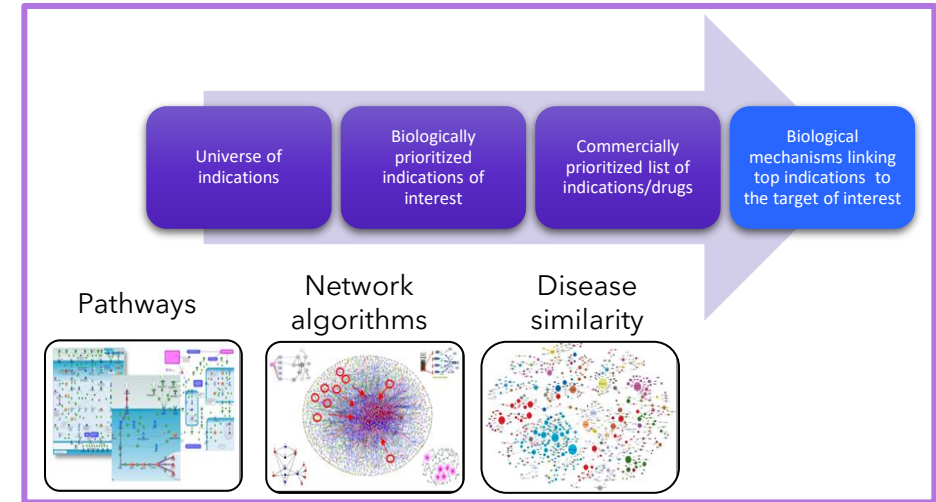 Universe of
indications
Biologically
prioritized
indications of
interest
Commercially
prioritized list of
indications/drugs
Biological
mechanisms linking
top indications to
the target of interest
Pathways
Network
algorithms
Disease
similarity